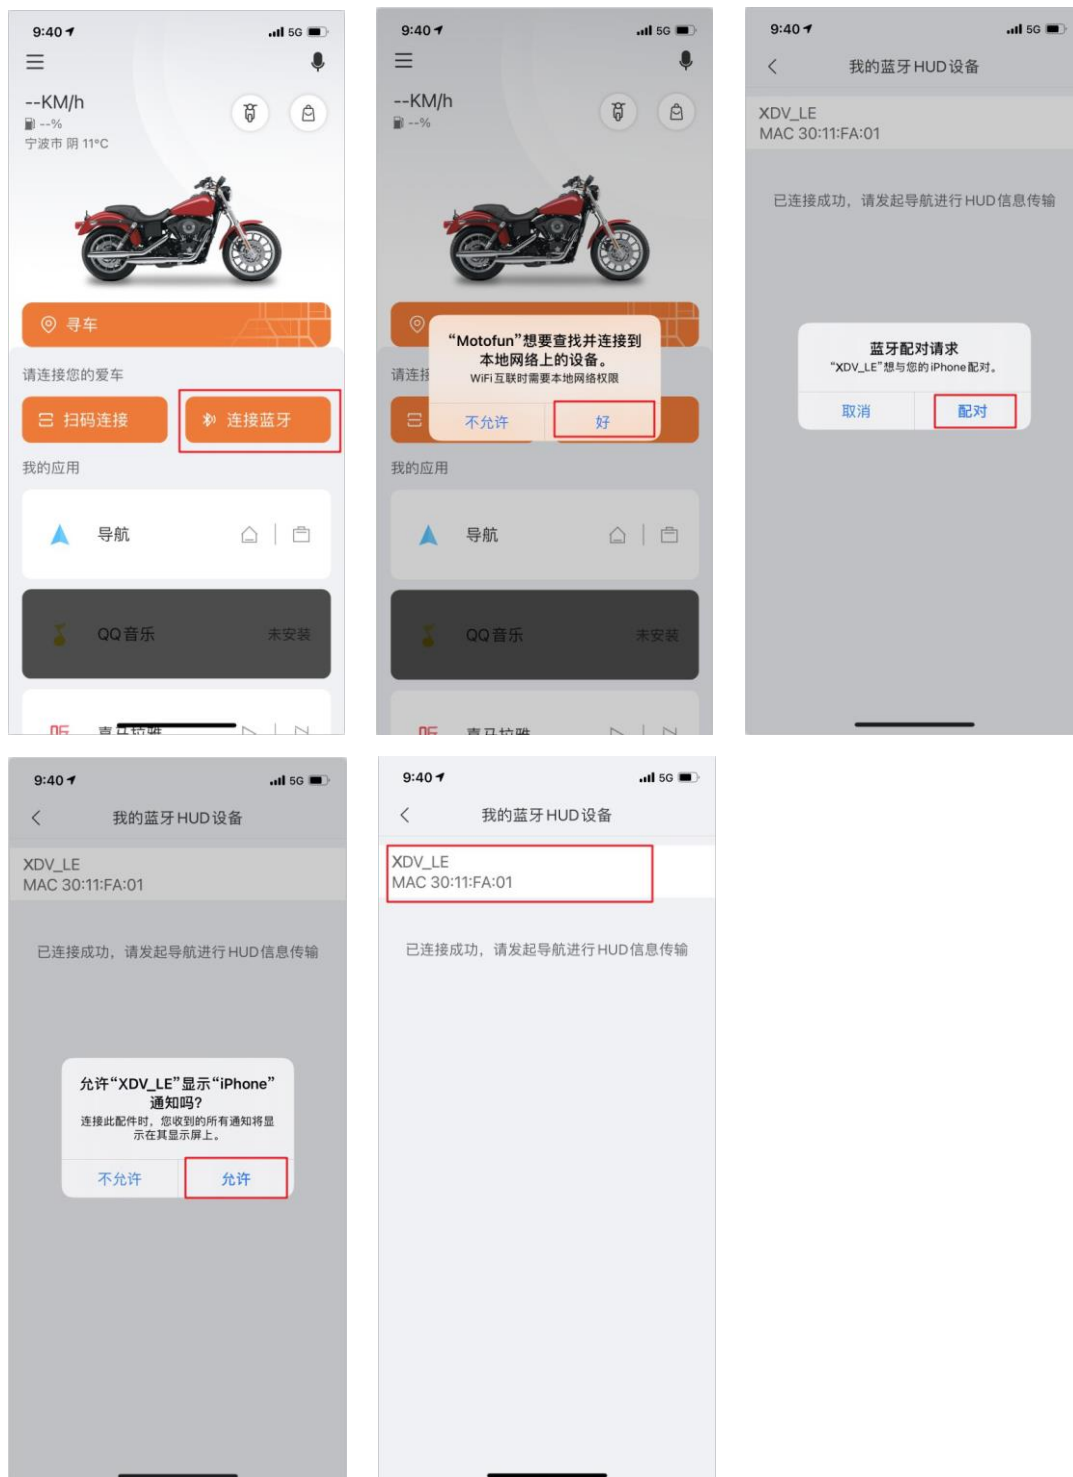 9:40
5G
--KM/h
--%
宁波市 阴 11°C
寻车
请连接您的爱车
扫码连接
连接蓝牙
我的应用
导航
QQ音乐
未安装
喜马拉雅
9:40
5G
--KM/h
--%
“Motofun”想要查找并连接到
本地网络上的设备。
WiFi互联时需要本地网络权限
不允许
好
请连接
我的应用
导航
QQ音乐
未安装
喜马拉雅
9:40
5G
我的蓝牙HUD设备
XDV_LE
MAC 30:11:FA:01
已连接成功，请发起导航进行HUD信息传输
蓝牙配对请求
“XDV_LE”想与您的iPhone配对。
取消
配对
9:40
5G
我的蓝牙HUD设备
XDV_LE
MAC 30:11:FA:01
已连接成功，请发起导航进行HUD信息传输
允许“XDV_LE”显示“iPhone”
通知吗？
连接此配件时，您收到的所有通知将显
示在其显示屏上。
不允许
允许
9:40
5G
我的蓝牙HUD设备
XDV_LE
MAC 30:11:FA:01
已连接成功，请发起导航进行HUD信息传输